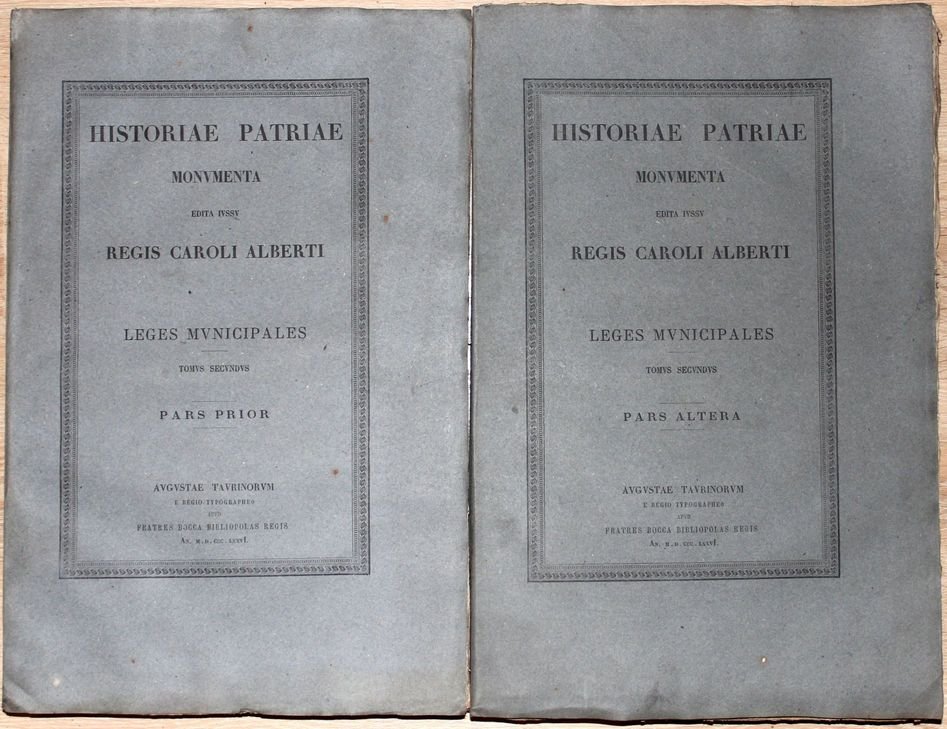 HISTORIAE PATRIAE
MONVMENTA
EDITA IVSSV
REGIS CAROLI ALBERTI
LEGES MVNICIPALES
TOMVS SECVNDVS
PARS PRIOR
AVGVSTAE TAVRINORVM
E REGIO TYPOGRAPHEO
APVD
FRATRES BOCCA BIBLIOPOLAS REGIS
AN. M. D. CCC. LXXVI.
HISTORIAE PATRIAE
MONVMENTA
EDITA IVSSV
REGIS CAROLI ALBERTI
LEGES MVNICIPALES
TOMVS SECVNDVS
PARS ALTERA
AVGVSTAE TAVRINORVM
E REGIO TYPOGRAPHEO
APVD
FRATRES BOCCA BIBLIOPOLAS REGIS
AN. M. D. CCC. LXXVI.